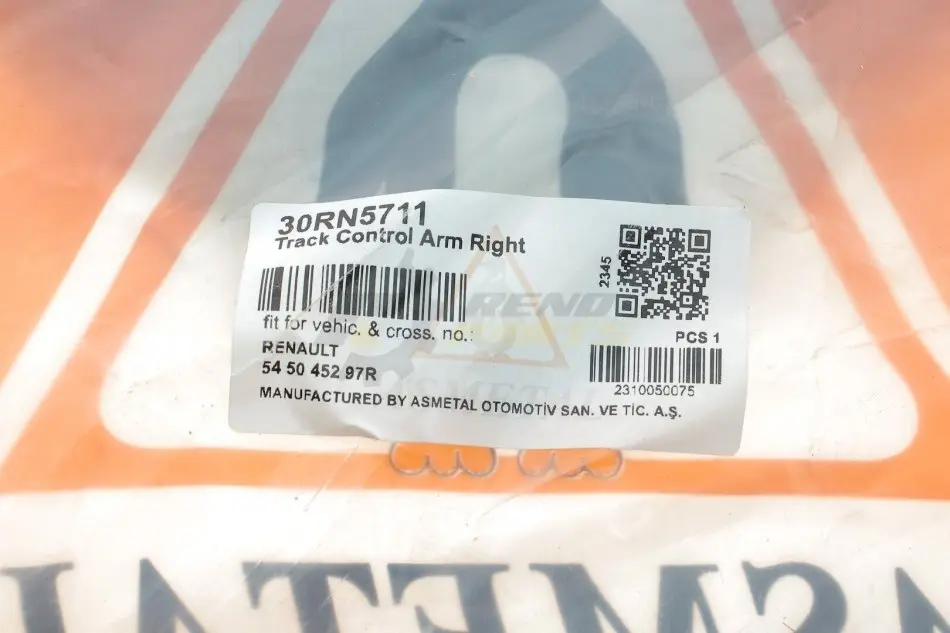 30RN5711
Track Control Arm Right
2345
fit for vehic. & cross. no.:
PCS 1
RENAULT
54 50 452 97R
2310050075
MANUFACTURED BY ASMETAL OTOMOTİV SAN. VE TİC. A.Ş.
ASMETAL